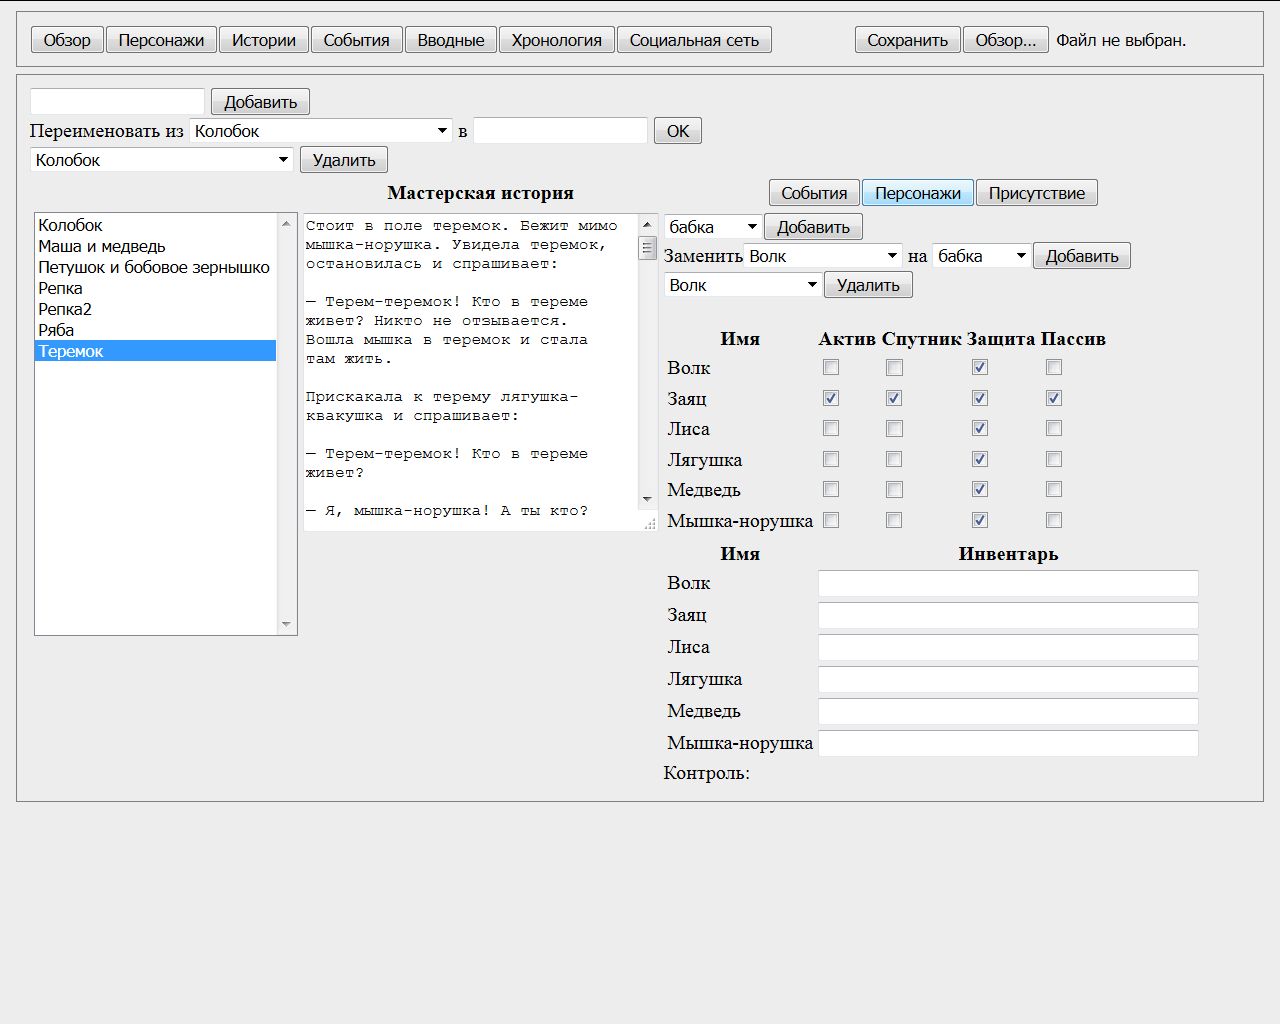 Обзор Персонажи Истории События Вводные Хронология Социальная сеть Сохранить Обзор... Файл не выбран.
Добавить
Переименовать из Колобок в OK
Колобок Удалить
Мастерская история
События Персонажи Присутствие
Колобок
Маша и медведь
Петушок и бобовое зернышко
Репка
Репка2
Ряба
Теремок
Стоит в поле теремок. Бежит мимо
мышка-норушка. Увидела теремок,
остановилась и спрашивает:
— Терем-теремок! Кто в тереме
живет? Никто не отзывается.
Вошла мышка в теремок и стала
там жить.
Прискакала к терему лягушка-
квакушка и спрашивает:
— Терем-теремок! Кто в тереме
живет?
— Я, мышка-норушка! А ты кто?
бабка Добавить
Заменить Волк на бабка Добавить
Волк Удалить
Имя Актив Спутник Защита Пассив
Волк
Заяц
Лиса
Лягушка
Медведь
Мышка-норушка
Имя Инвентарь
Волк
Заяц
Лиса
Лягушка
Медведь
Мышка-норушка
Контроль: